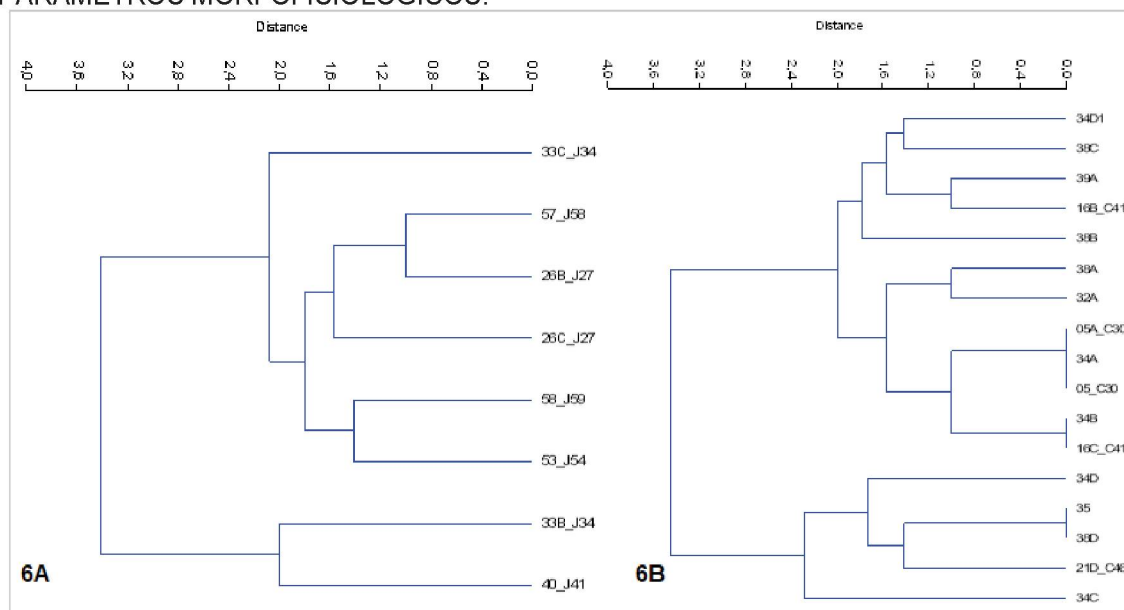 PARÂMETROS MORFOFISIOLÓGICOS.
Distance
4,0 3,6 3,2 2,8 2,4 2,0 1,6 1,2 0,8 0,4 0,0
33C_J34
57_J58
26B_J27
26C_J27
58_J59
53_J54
33B_J34
40_J41
6A
Distance
4,0 3,6 3,2 2,8 2,4 2,0 1,6 1,2 0,8 0,4 0,0
34D1
38C
39A
16B_C41
38B
38A
32A
05A_C30
34A
05_C30
34B
16C_C41
34D
35
38D
21D_C46
34C
6B